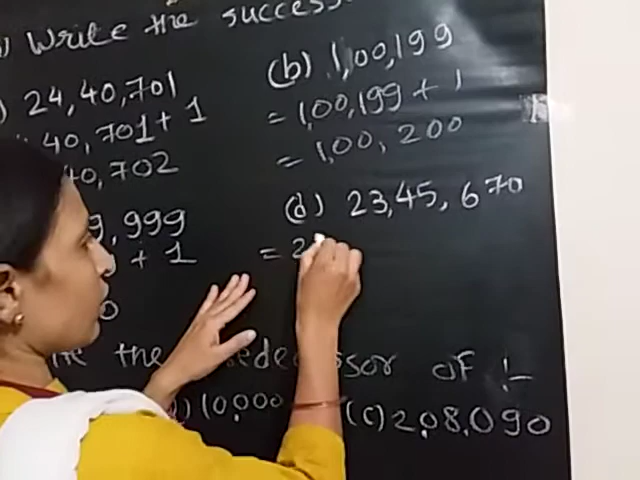 Write the success
24,40,701
(b) 1,00,199
40,701 + 1
= 1,00,199 + 1
40,702
= 1,00,200
9,999
(d) 23,45,670
+ 1
= 2
0
the
of :-
10,000
(c) 2,08,090